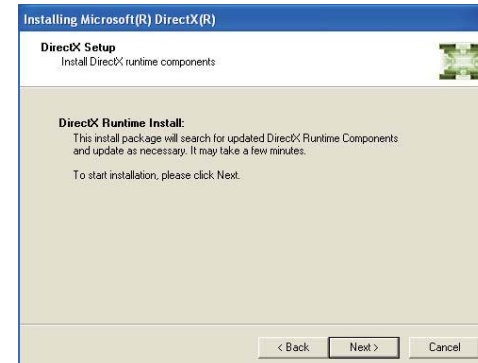 Installing Microsoft(R) DirectX(R)
DirectX Setup
Install DirectX runtime components
DirectX Runtime Install:
This install package will search for updated DirectX Runtime Components
and update as necessary. It may take a few minutes.
To start installation, please click Next.
< Back Next > Cancel